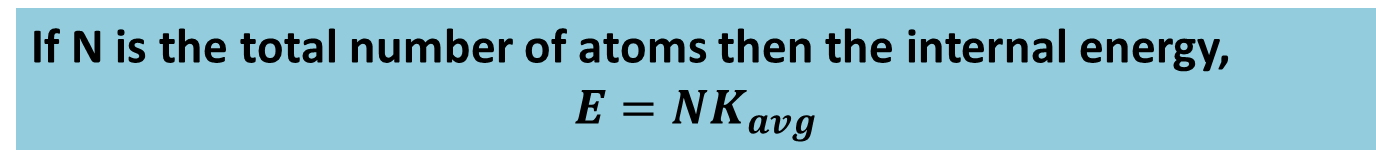 If N is the total number of atoms then the internal energy,
E = NK_avg